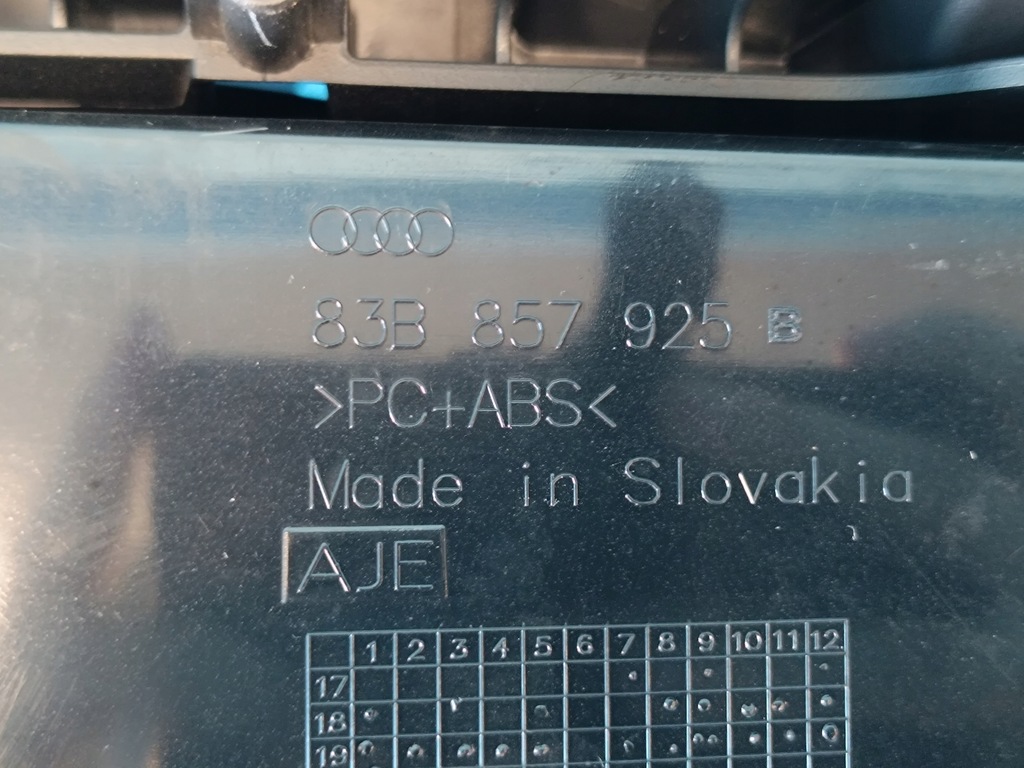 83B 857 925 B
>PC+ABS<
Made in Slovakia
AJE
1 2 3 4 5 6 7 8 9 10 11 12
17
18
19